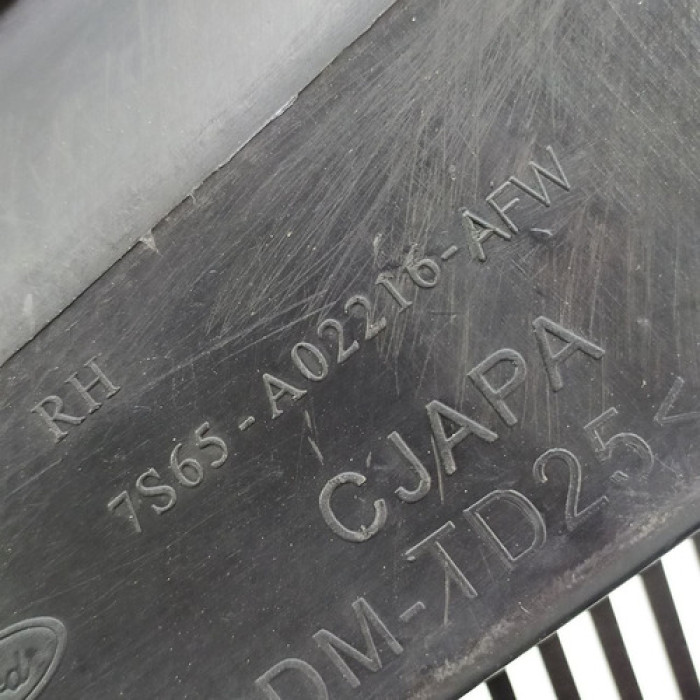 RH
7S65-A02216-AFW
CJAPA
DM-TD25<